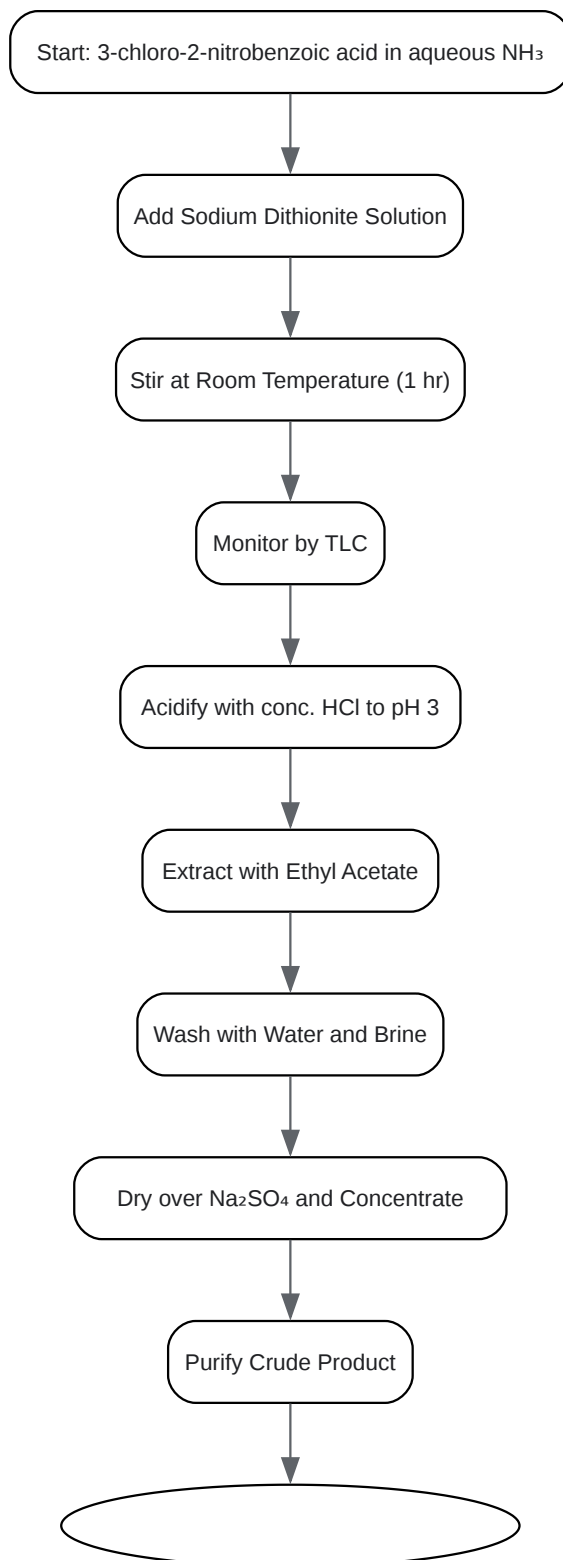 Start: 3-chloro-2-nitrobenzoic acid in aqueous NH₃
Add Sodium Dithionite Solution
Stir at Room Temperature (1 hr)
Monitor by TLC
Acidify with conc. HCl to pH 3
Extract with Ethyl Acetate
Wash with Water and Brine
Dry over Na₂SO₄ and Concentrate
Purify Crude Product